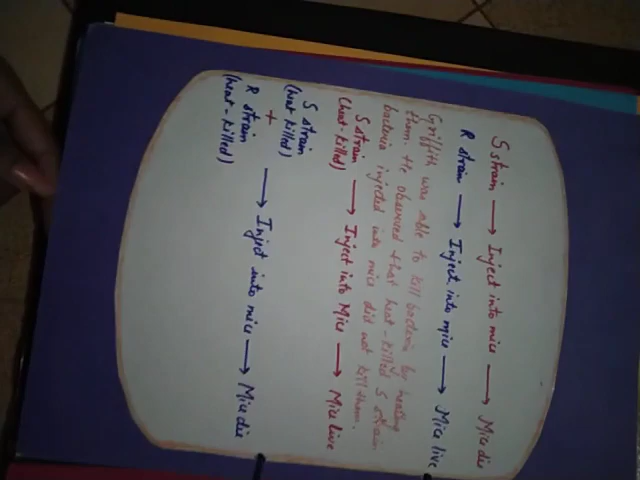 S strain → Inject into mice → Mice die
R strain → Inject into mice → Mice live
Griffith was able to kill bacteria by heating
them. He observed that heat-killed S strain
bacteria injected into mice did not kill them.
S strain
(heat-killed) → Inject into Mice → Mice live
S strain
(heat killed)
+
R strain
(heat-killed) → Inject into mice → Mice die